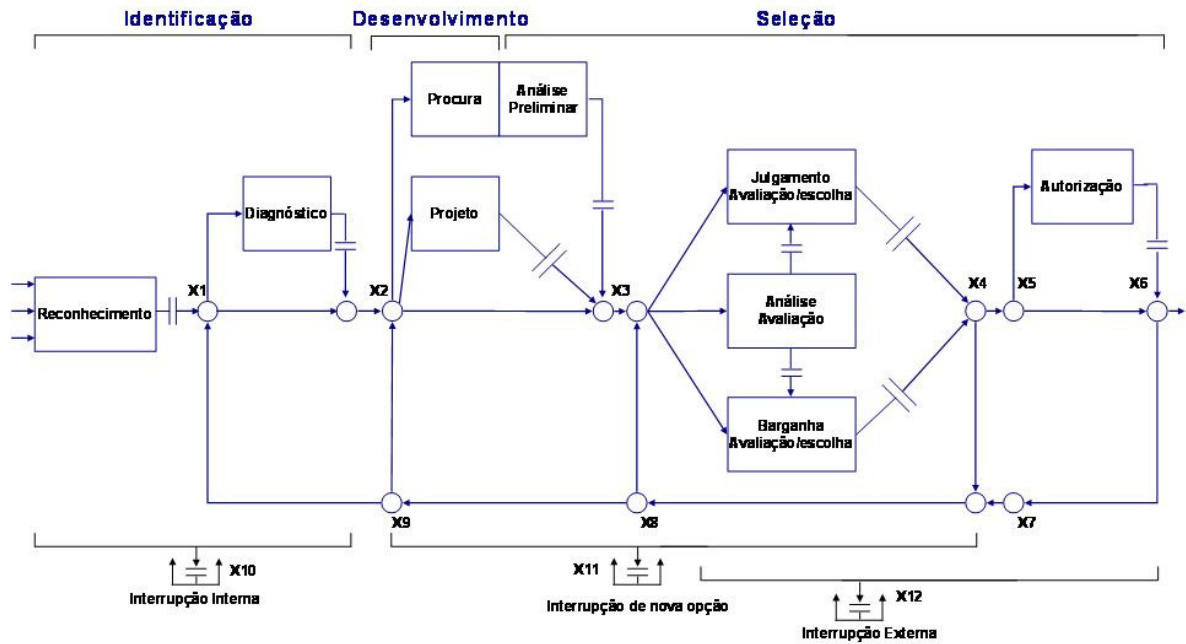 Identificação
Desenvolvimento
Seleção
Procura
Análise
Preliminar
Diagnóstico
Projeto
Julgamento
Avaliação/escolha
Autorização
Reconhecimento
X1
X2
X3
Análise
Avaliação
X4
X5
X6
Barganha
Avaliação/escolha
X9
X8
X7
X10
Interrupção Interna
X11
Interrupção de nova opção
X12
Interrupção Externa